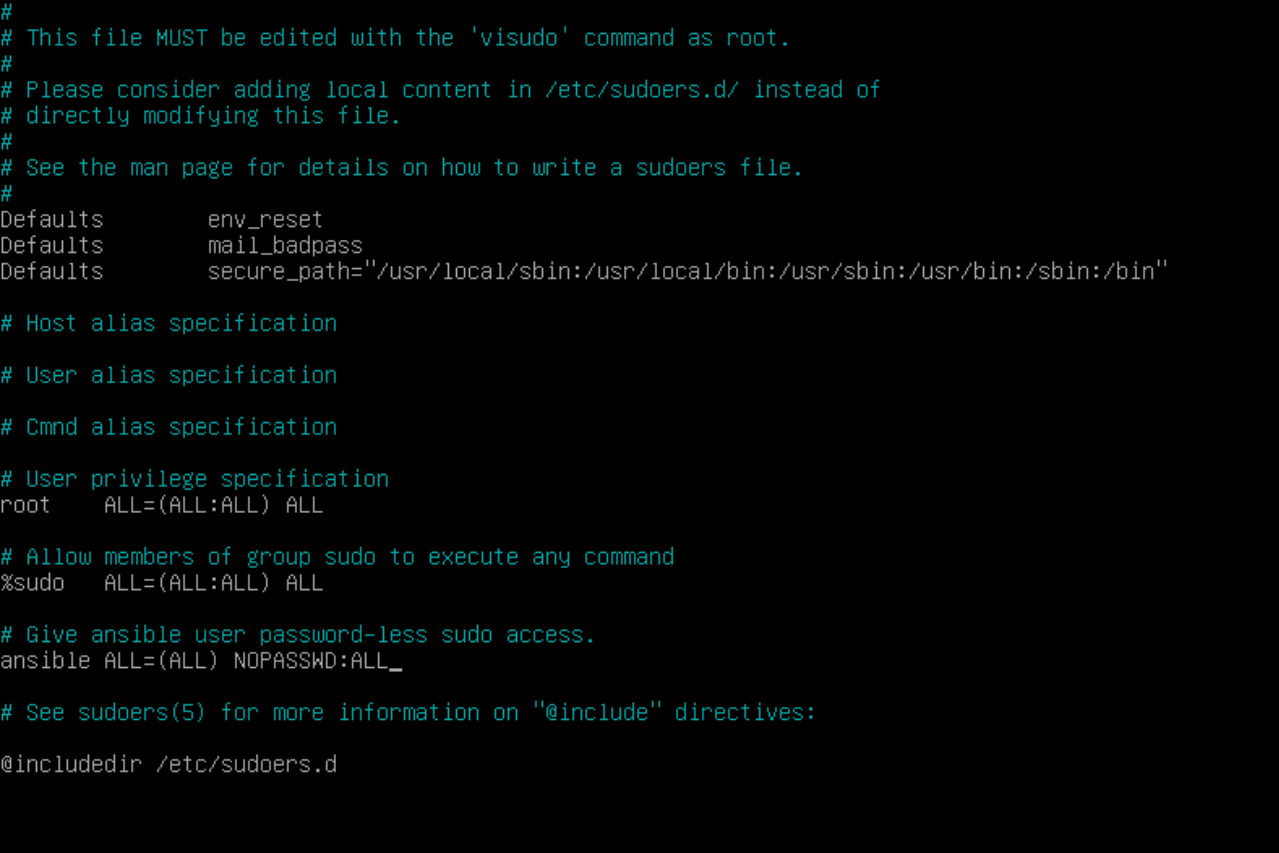 #
# This file MUST be edited with the 'visudo' command as root.
#
# Please consider adding local content in /etc/sudoers.d/ instead of
# directly modifying this file.
#
# See the man page for details on how to write a sudoers file.
#
Defaults        env_reset
Defaults        mail_badpass
Defaults        secure_path="/usr/local/sbin:/usr/local/bin:/usr/sbin:/usr/bin:/sbin:/bin"
# Host alias specification
# User alias specification
# Cmnd alias specification
# User privilege specification
root    ALL=(ALL:ALL) ALL
# Allow members of group sudo to execute any command
%sudo   ALL=(ALL:ALL) ALL
# Give ansible user password-less sudo access.
ansible ALL=(ALL) NOPASSWD:ALL
# See sudoers(5) for more information on "@include" directives:
@includedir /etc/sudoers.d